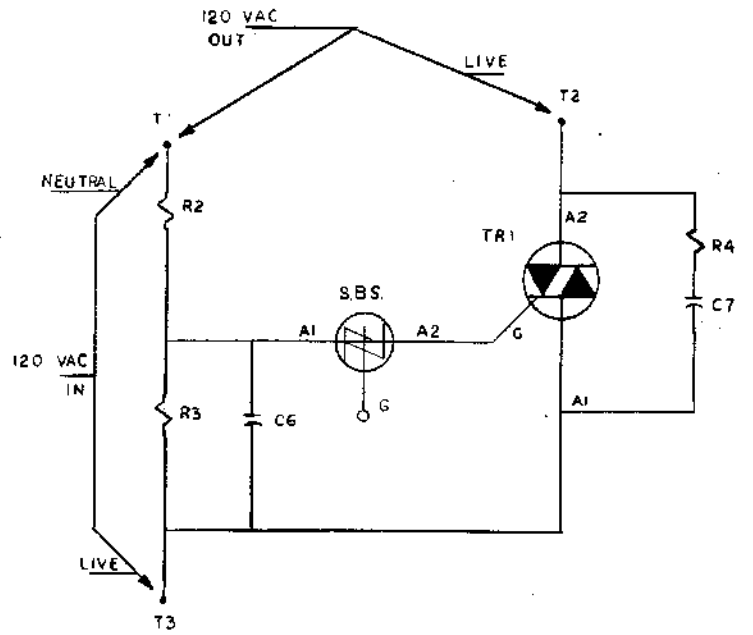 120 VAC
OUT
LIVE
T1
T2
NEUTRAL
R2
A2
TR1
R4
S.B.S.
C7
A1
A2
G
120 VAC
IN
R3
C6
G
A1
LIVE
T3